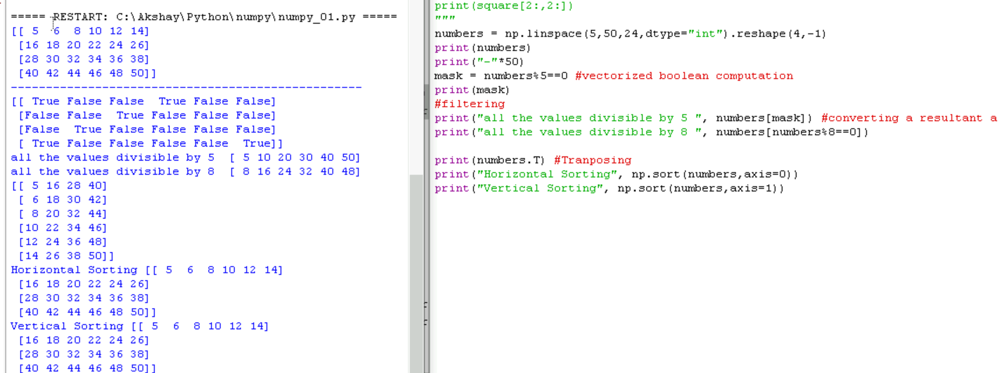 ===== RESTART: C:\Akshay\Python\numpy\numpy_01.py =====
[[ 5  6  8 10 12 14]
 [16 18 20 22 24 26]
 [28 30 32 34 36 38]
 [40 42 44 46 48 50]]
--------------------------------------------------
[[ True False False  True False False]
 [False False  True False False False]
 [False  True False False False False]
 [ True False False False False  True]]
all the values divisible by 5  [ 5 10 20 30 40 50]
all the values divisible by 8  [ 8 16 24 32 40 48]
[[ 5 16 28 40]
 [ 6 18 30 42]
 [ 8 20 32 44]
 [10 22 34 46]
 [12 24 36 48]
 [14 26 38 50]]
Horizontal Sorting [[ 5  6  8 10 12 14]
 [16 18 20 22 24 26]
 [28 30 32 34 36 38]
 [40 42 44 46 48 50]]
Vertical Sorting [[ 5  6  8 10 12 14]
 [16 18 20 22 24 26]
 [28 30 32 34 36 38]
 [40 42 44 46 48 50]]
print(square[2:,2:])
"""
numbers = np.linspace(5,50,24,dtype="int").reshape(4,-1)
print(numbers)
print("-"*50)
mask = numbers%5==0 #vectorized boolean computation
print(mask)
#filtering
print("all the values divisible by 5 ", numbers[mask]) #converting a resultant a
print("all the values divisible by 8 ", numbers[numbers%8==0])
print(numbers.T) #Tranposing
print("Horizontal Sorting", np.sort(numbers,axis=0))
print("Vertical Sorting", np.sort(numbers,axis=1))